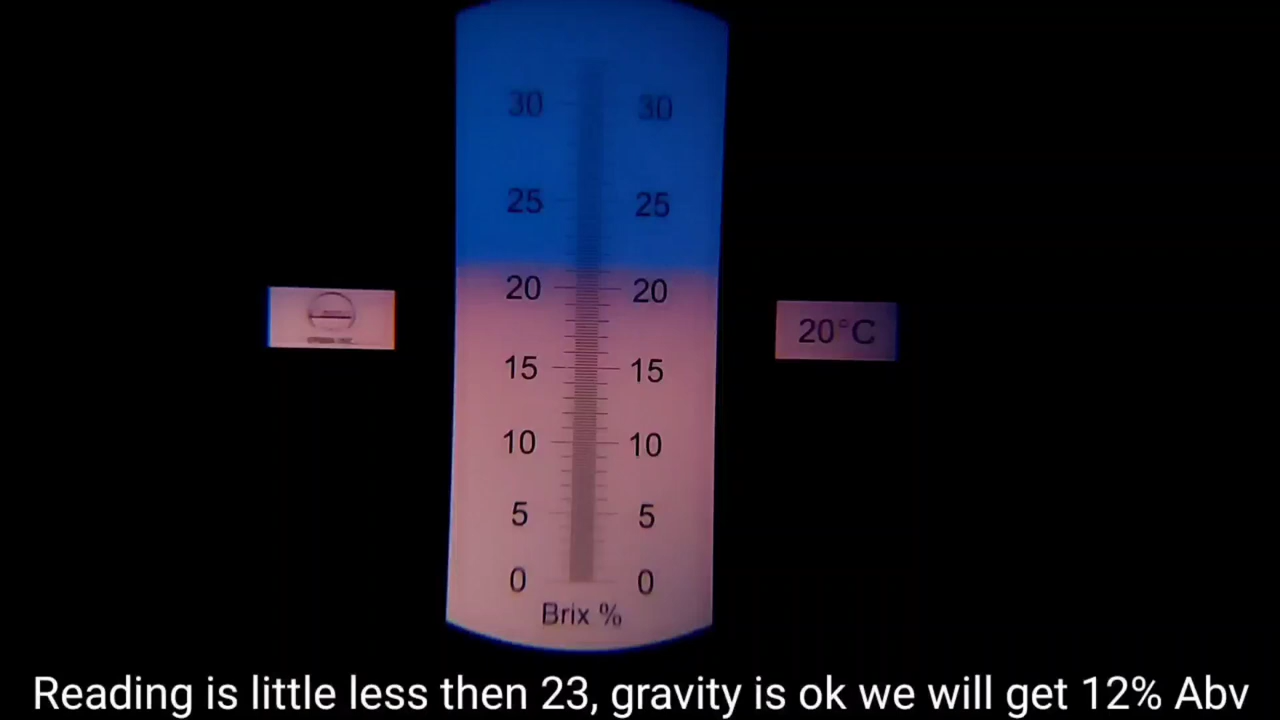 30 30
25 25
20 20
20°C
15 15
10 10
5 5
0 0
Brix %
Reading is little less then 23, gravity is ok we will get 12% Abv